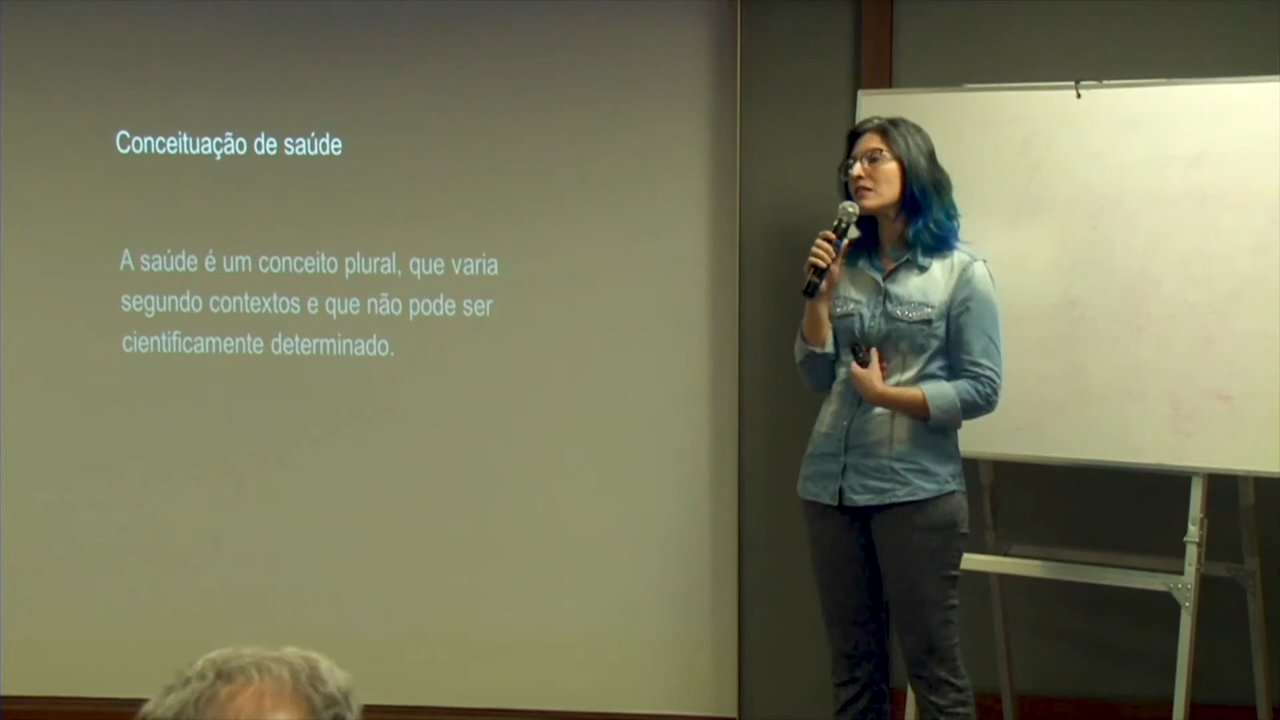 Conceituação de saúde
A saúde é um conceito plural, que varia
segundo contextos e que não pode ser
cientificamente determinado.